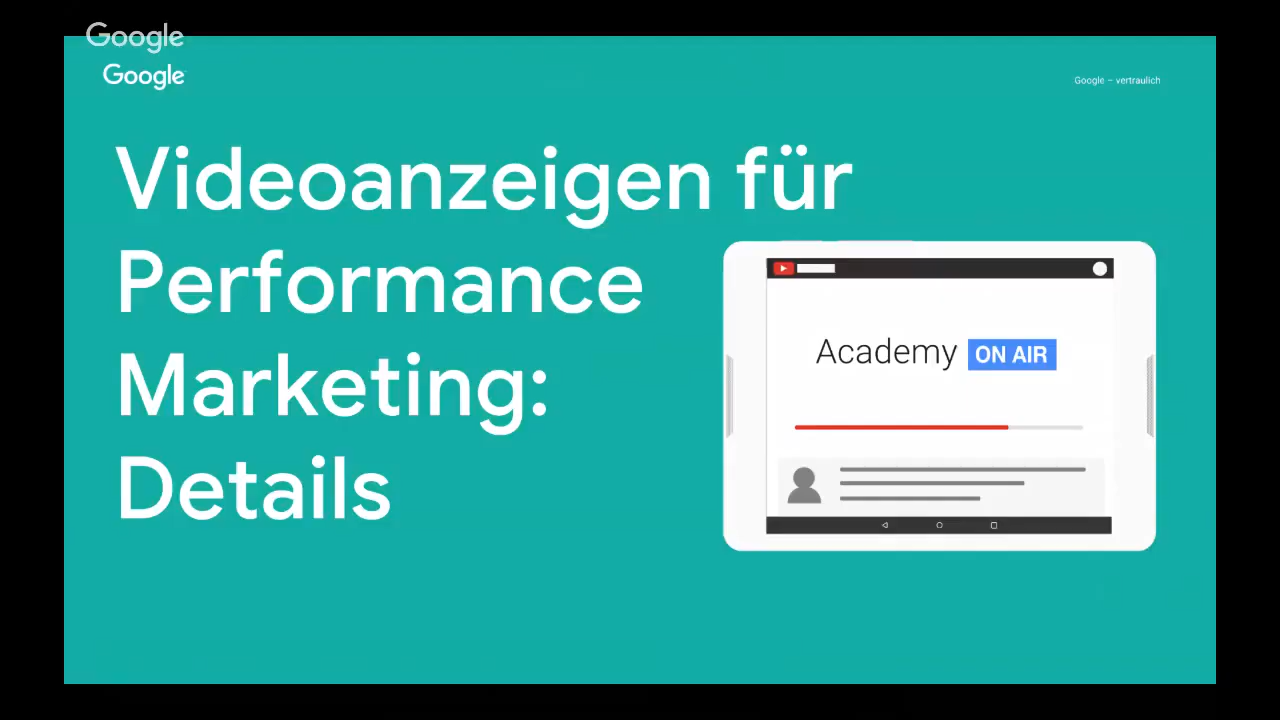 Google
Google
Google – vertraulich
Videoanzeigen für
Performance
Marketing:
Details
Academy ON AIR